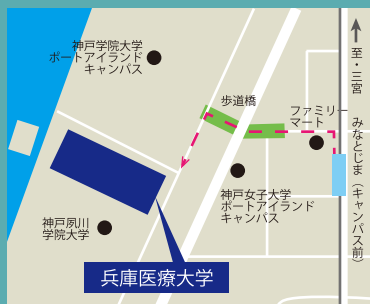 神戸学院大学
ポートアイランド
キャンパス
至・三宮
歩道橋
ファミリー
マート
みなとじま（キャンパス前）
神戸女子大学
ポートアイランド
キャンパス
神戸夙川
学院大学
兵庫医療大学